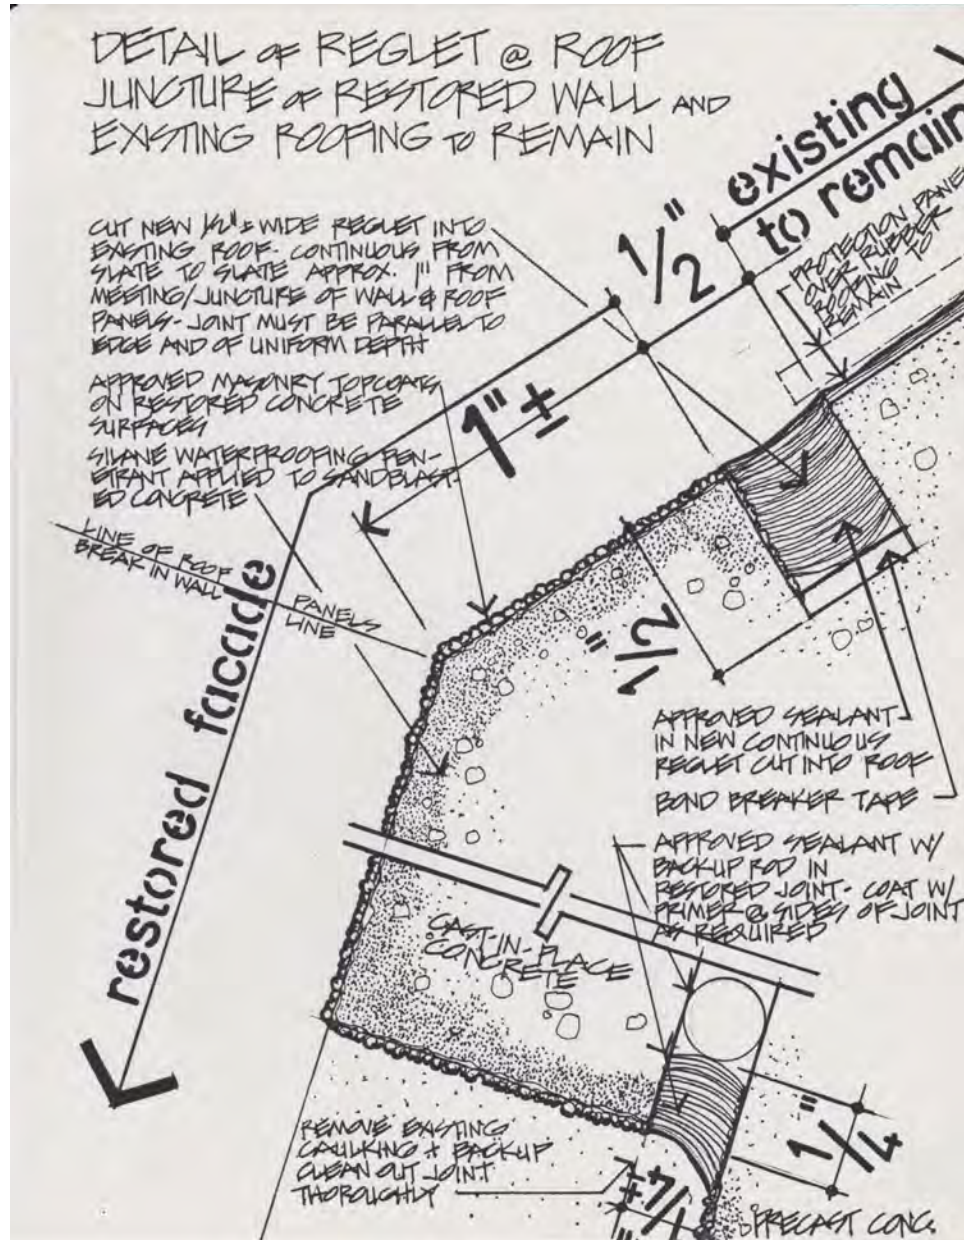 DETAIL OF REGLET @ ROOF
JUNCTURE OF RESTORED WALL AND
EXISTING ROOFING TO REMAIN
existing
to remain
1/2"
PROTECTION PANE
OVER RUBBER
ROOFING TO
REMAIN
CUT NEW 1/2"± WIDE REGLET INTO
EXISTING ROOF- CONTINUOUS FROM
SLATE TO SLATE APPROX. 1" FROM
MEETING/JUNCTURE OF WALL & ROOF
PANELS- JOINT MUST BE PARALLEL TO
EDGE AND OF UNIFORM DEPTH
APPROVED MASONRY TOPCOATS
ON RESTORED CONCRETE
SURFACES
SILANE WATERPROOFING PEN-
ETRANT APPLIED TO SANDBLAST-
ED CONCRETE
1"±
LINE OF ROOF
BREAK IN WALL
PANELS
LINE
restored facade
1/2"
APPROVED SEALANT
IN NEW CONTINUOUS
REGLET CUT INTO ROOF
BOND BREAKER TAPE
APPROVED SEALANT W/
BACKUP ROD IN
RESTORED JOINT- COAT W/
PRIMER @ SIDES OF JOINT
AS REQUIRED
CAST-IN-PLACE
CONCRETE
REMOVE EXISTING
CAULKING + BACKUP
CLEAN OUT JOINT
THOROUGHLY
1/4"
PRECAST CONC.